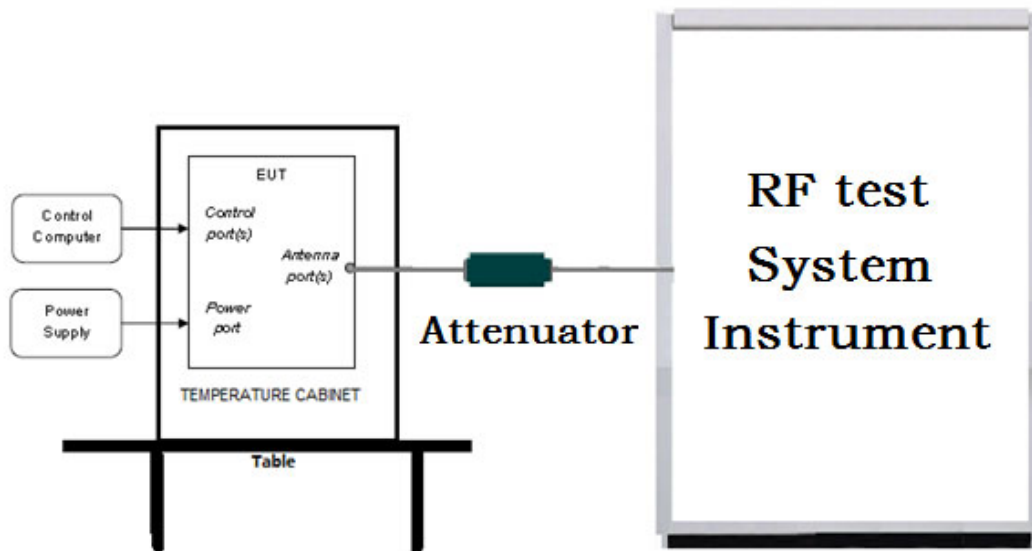 Control
Computer
Power
Supply
EUT
Control
port(s)
Antenna
port(s)
Power
port
TEMPERATURE CABINET
Table
Attenuator
RF test
System
Instrument